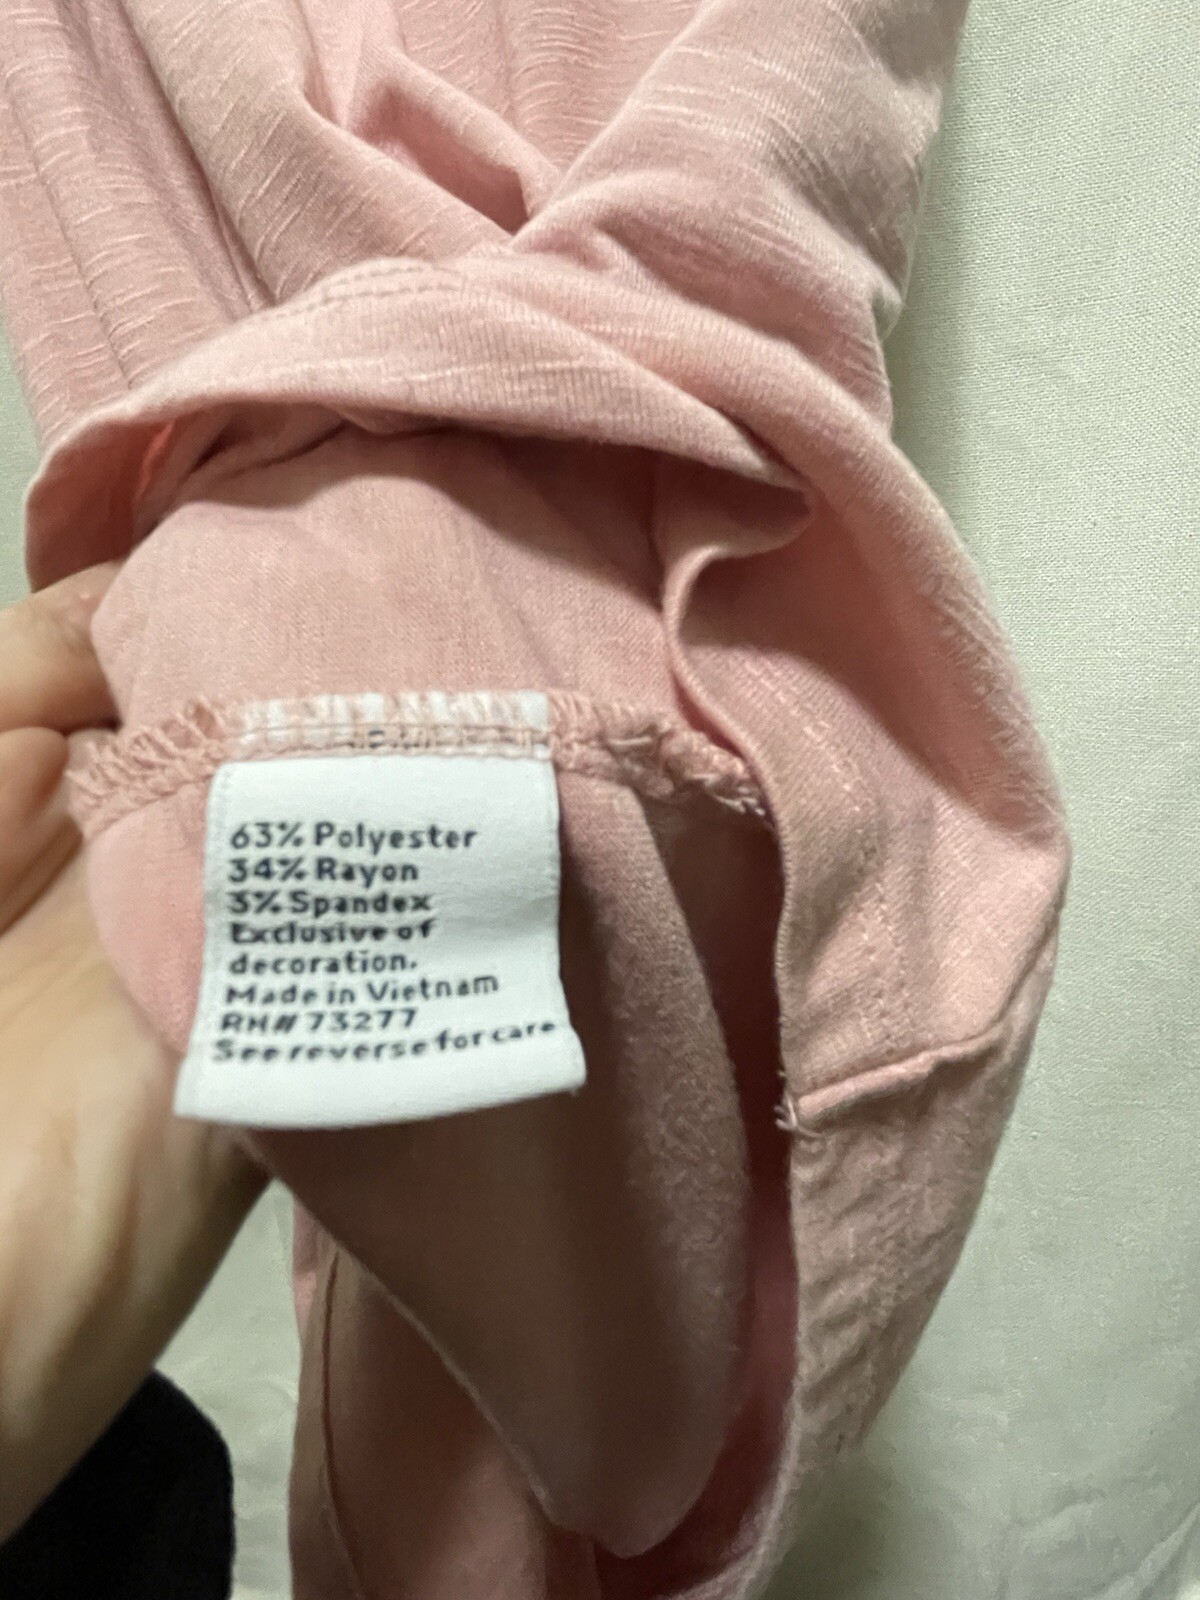 63% Polyester
34% Rayon
3% Spandex
Exclusive of
decoration.
Made in Vietnam
RN# 73277
See reverse for care